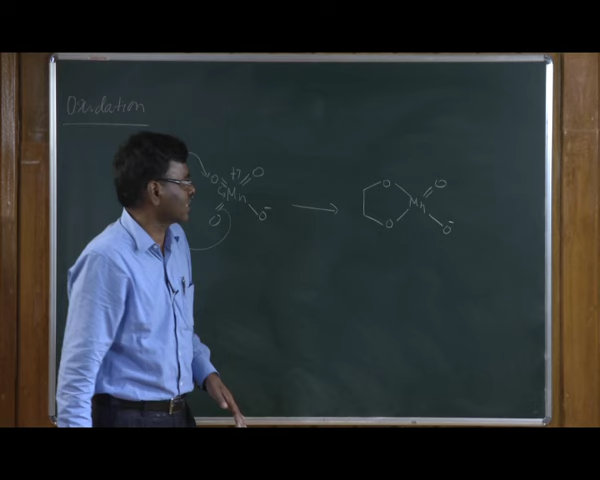 Oxidation
+7
O O
Mn
O O-
O O
Mn
O O-